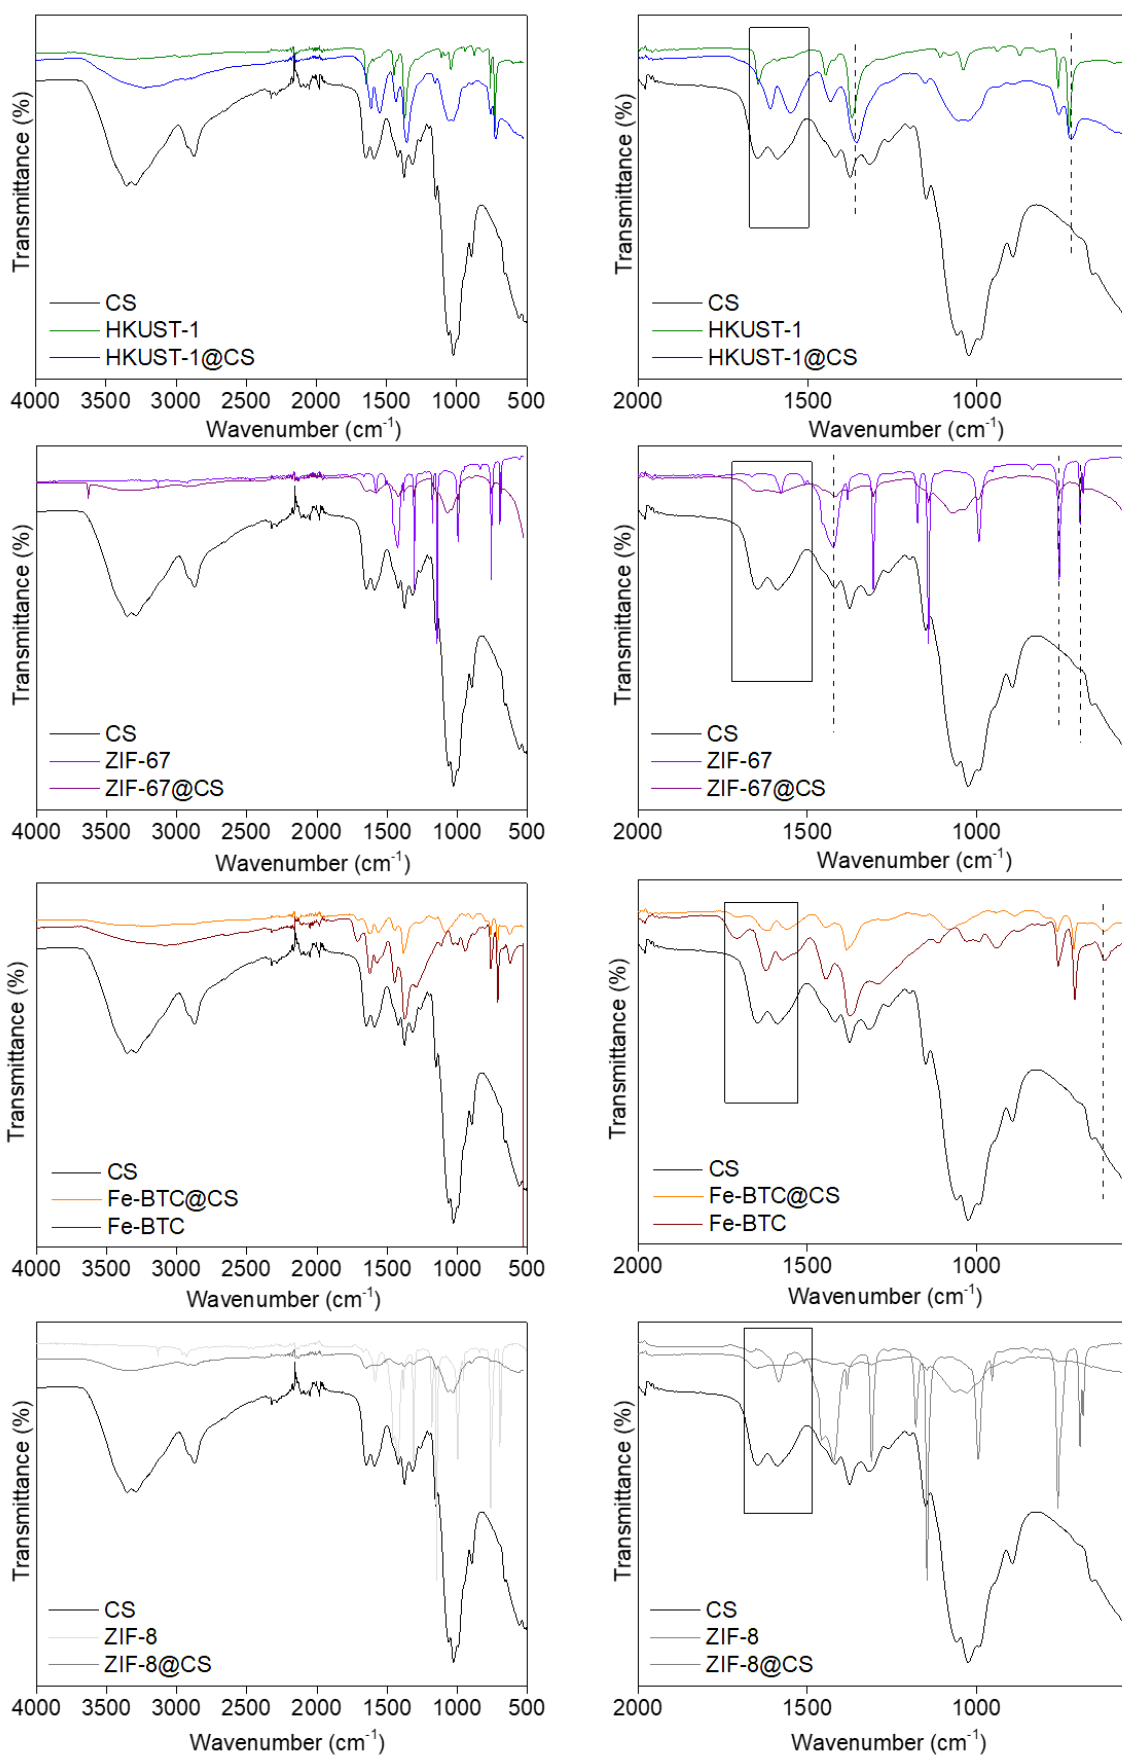 Transmittance (%)
CS
HKUST-1
HKUST-1@CS
4000 3500 3000 2500 2000 1500 1000 500
Wavenumber (cm⁻¹)
Transmittance (%)
CS
HKUST-1
HKUST-1@CS
2000 1500 1000
Wavenumber (cm⁻¹)
Transmittance (%)
CS
ZIF-67
ZIF-67@CS
4000 3500 3000 2500 2000 1500 1000 500
Wavenumber (cm⁻¹)
Transmittance (%)
CS
ZIF-67
ZIF-67@CS
2000 1500 1000
Wavenumber (cm⁻¹)
Transmittance (%)
CS
Fe-BTC@CS
Fe-BTC
4000 3500 3000 2500 2000 1500 1000 500
Wavenumber (cm⁻¹)
Transmittance (%)
CS
Fe-BTC@CS
Fe-BTC
2000 1500 1000
Wavenumber (cm⁻¹)
Transmittance (%)
CS
ZIF-8
ZIF-8@CS
4000 3500 3000 2500 2000 1500 1000 500
Wavenumber (cm⁻¹)
Transmittance (%)
CS
ZIF-8
ZIF-8@CS
2000 1500 1000
Wavenumber (cm⁻¹)